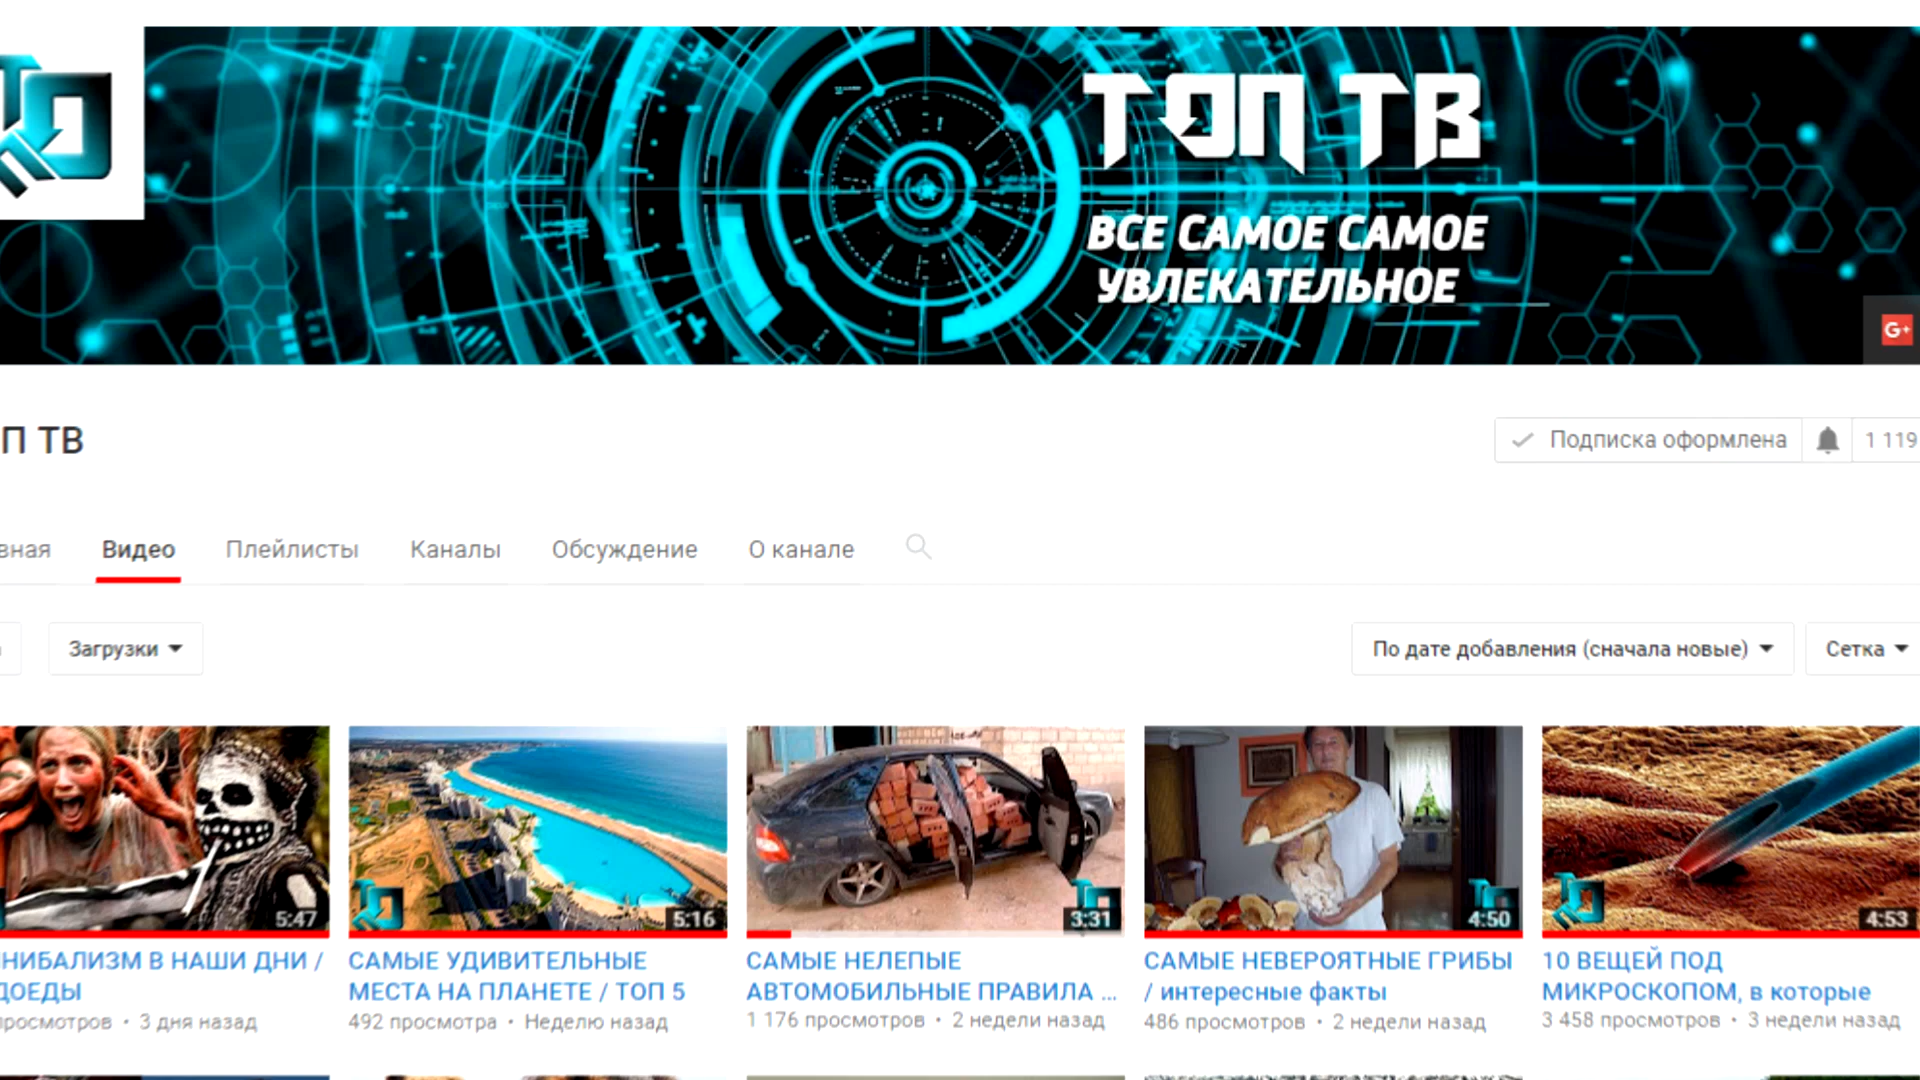 ТОП ТВ
ВСЕ САМОЕ САМОЕ
УВЛЕКАТЕЛЬНОЕ
G+
П ТВ
Подписка оформлена
1 119
вная
Видео
Плейлисты
Каналы
Обсуждение
О канале
Загрузки
По дате добавления (сначала новые)
Сетка
5:47
5:16
3:31
4:50
4:53
НИБАЛИЗМ В НАШИ ДНИ /
ДОЕДЫ
просмотров • 3 дня назад
САМЫЕ УДИВИТЕЛЬНЫЕ
МЕСТА НА ПЛАНЕТЕ / ТОП 5
492 просмотра • Неделю назад
САМЫЕ НЕЛЕПЫЕ
АВТОМОБИЛЬНЫЕ ПРАВИЛА ...
1 176 просмотров • 2 недели назад
САМЫЕ НЕВЕРОЯТНЫЕ ГРИБЫ
/ интересные факты
486 просмотров • 2 недели назад
10 ВЕЩЕЙ ПОД
МИКРОСКОПОМ, в которые
3 458 просмотров • 3 недели назад